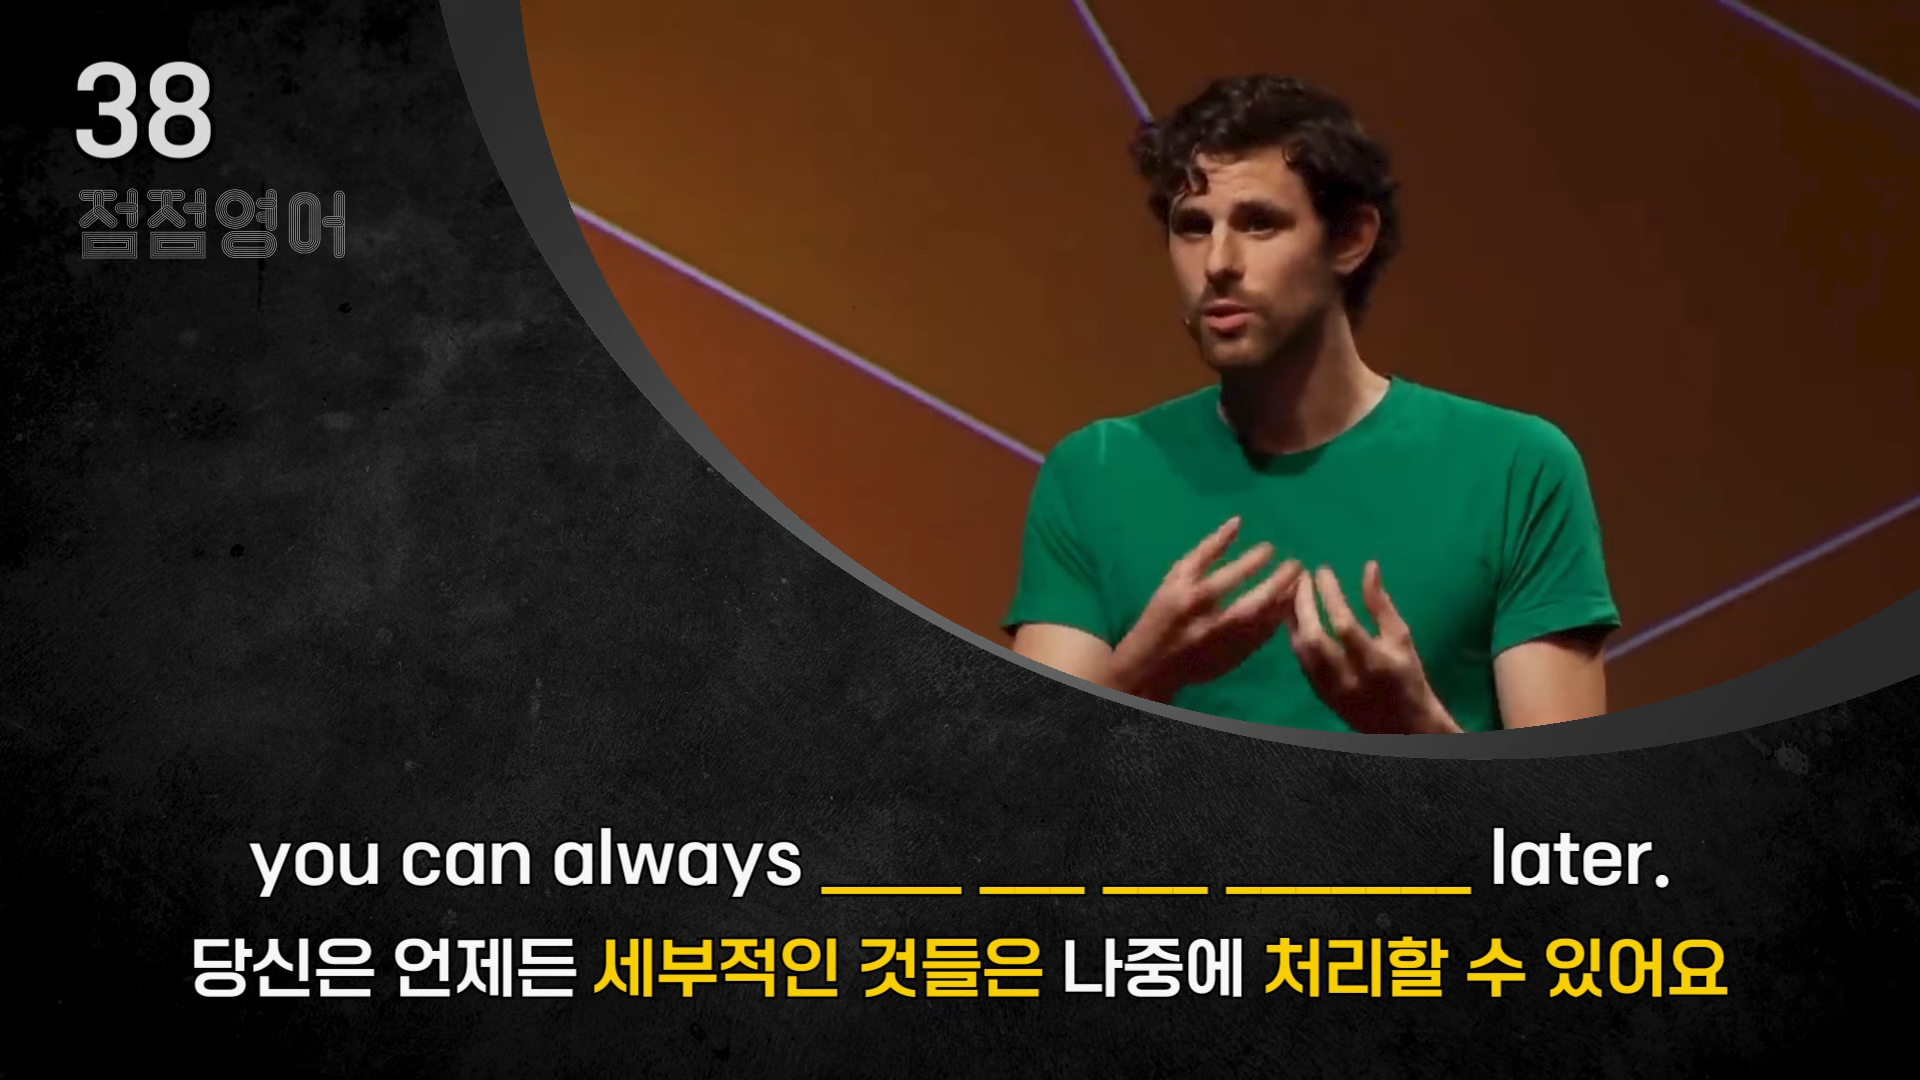 38
점점영어
you can always ____ ___ ___ _______ later.
당신은 언제든 세부적인 것들은 나중에 처리할 수 있어요